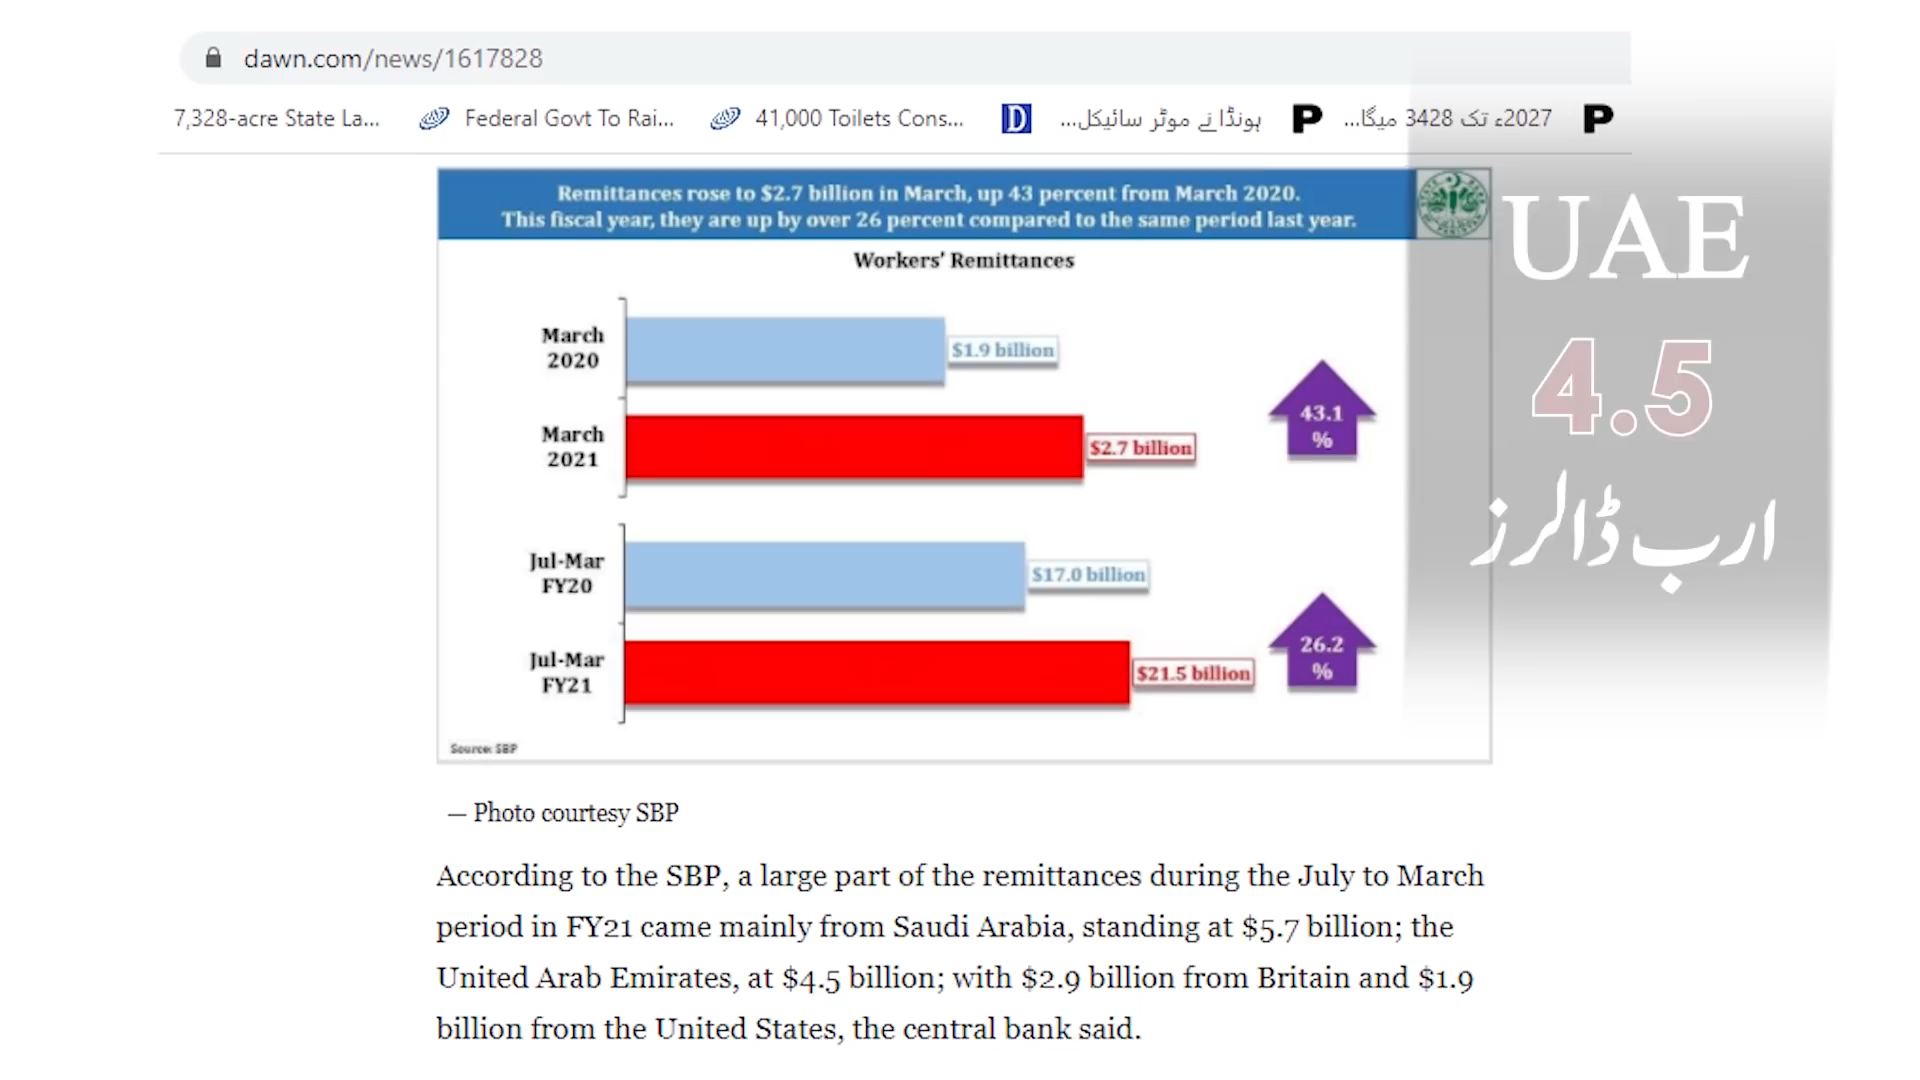 dawn.com/news/1617828
7,328-acre State La... Federal Govt To Rai... 41,000 Toilets Cons... D ہونڈا نے موٹر سائیکل... P 2027ء تک 3428 میگا... P
Remittances rose to $2.7 billion in March, up 43 percent from March 2020.
This fiscal year, they are up by over 26 percent compared to the same period last year.
Workers' Remittances
March
2020
$1.9 billion
March
2021
$2.7 billion
43.1
%
Jul-Mar
FY20
$17.0 billion
Jul-Mar
FY21
$21.5 billion
26.2
%
Source: SBP
UAE
4.5
ارب ڈالرز
— Photo courtesy SBP
According to the SBP, a large part of the remittances during the July to March
period in FY21 came mainly from Saudi Arabia, standing at $5.7 billion; the
United Arab Emirates, at $4.5 billion; with $2.9 billion from Britain and $1.9
billion from the United States, the central bank said.